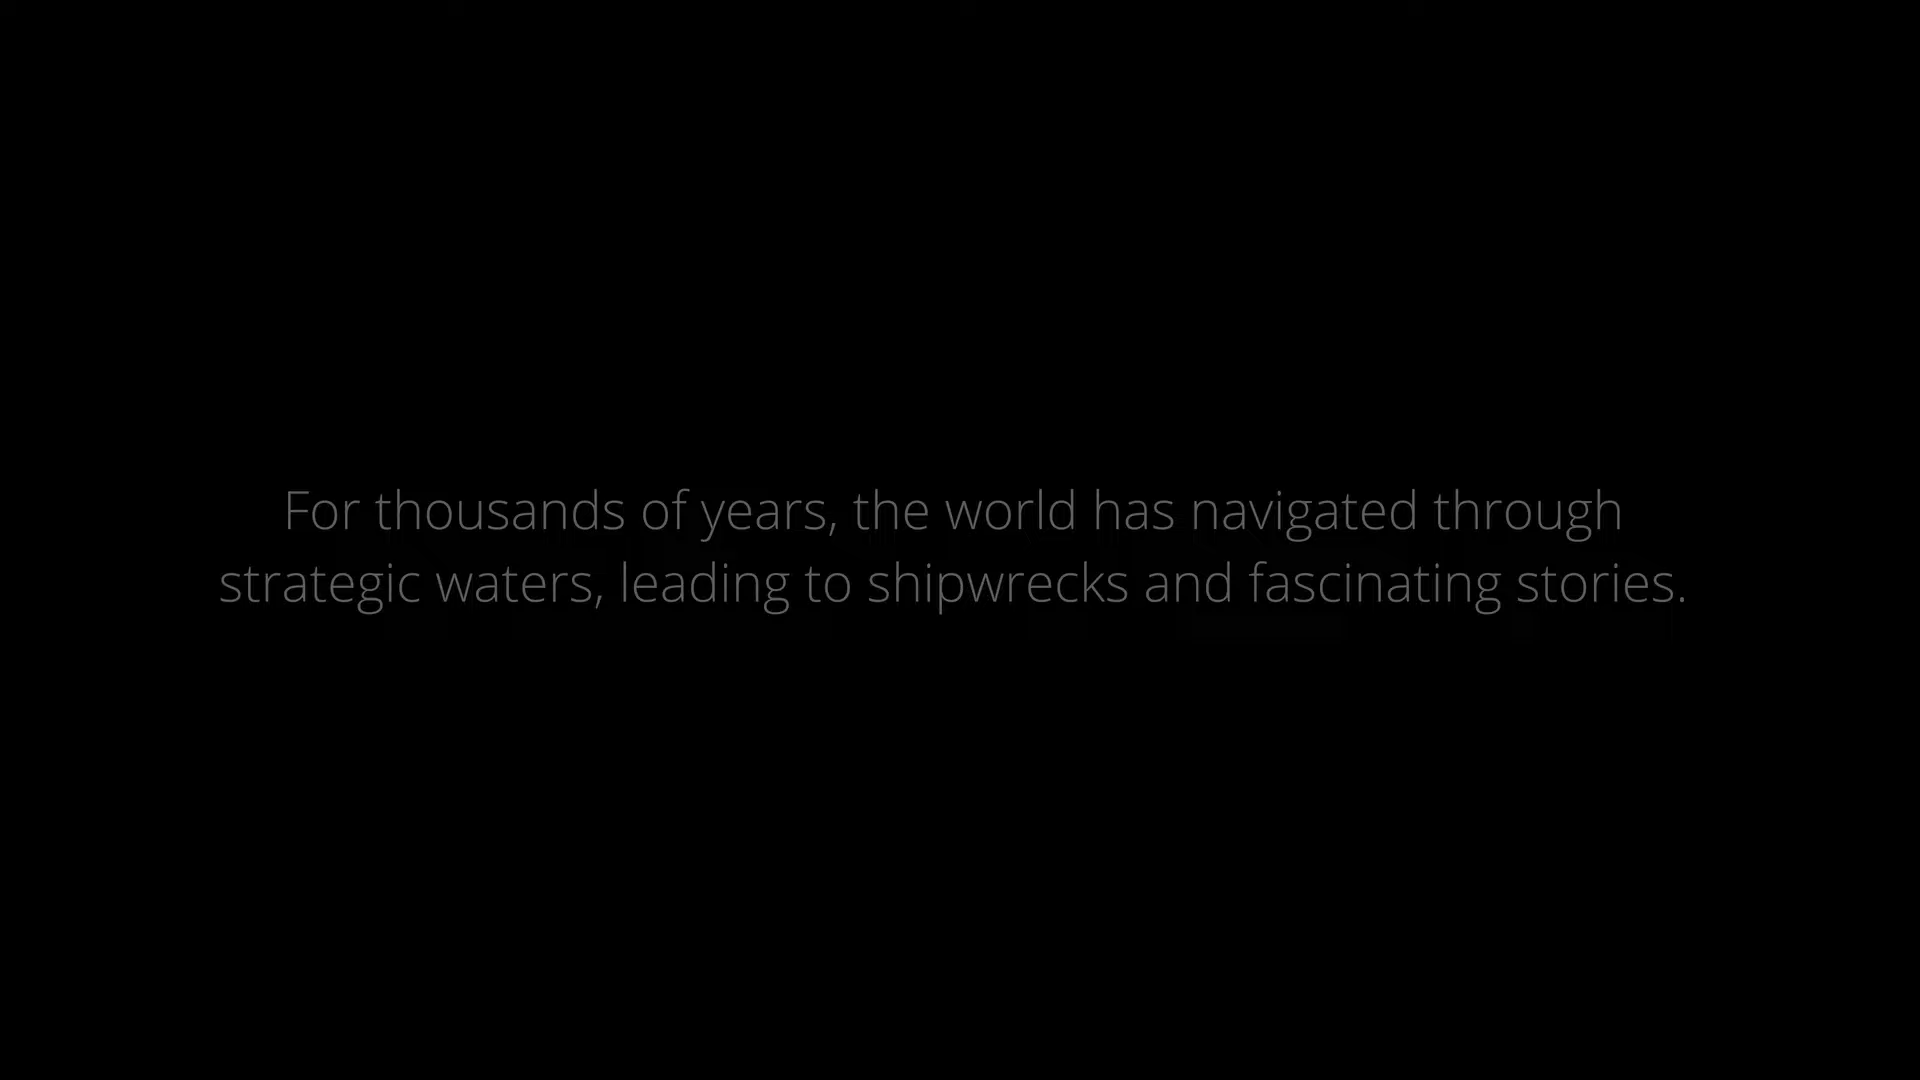 For thousands of years, the world has navigated through
strategic waters, leading to shipwrecks and fascinating stories.